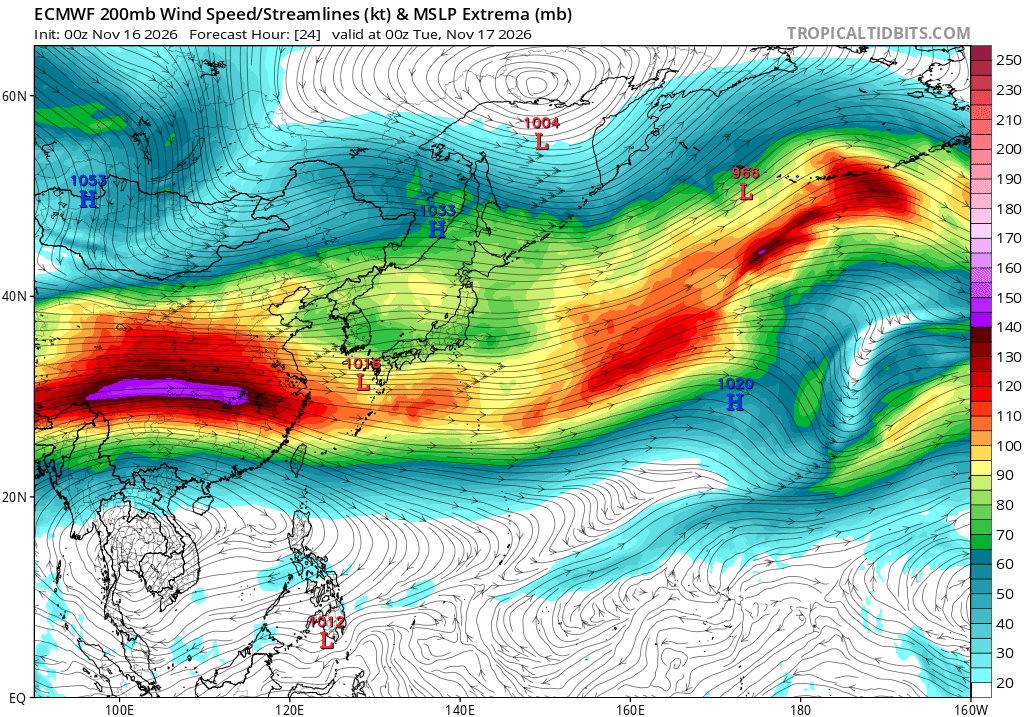 ECMWF 200mb Wind Speed/Streamlines (kt) & MSLP Extrema (mb)
Init: 00z Nov 16 2026 Forecast Hour: [24] valid at 00z Tue, Nov 17 2026
TROPICALTIDBITS.COM
60N
40N
20N
EQ
100E
120E
140E
160E
180
160W
1004
L
966
L
1053
H
1033
H
1016
L
1020
H
1012
L
250
230
210
200
190
180
170
160
150
140
130
120
110
100
90
80
70
60
50
40
30
20